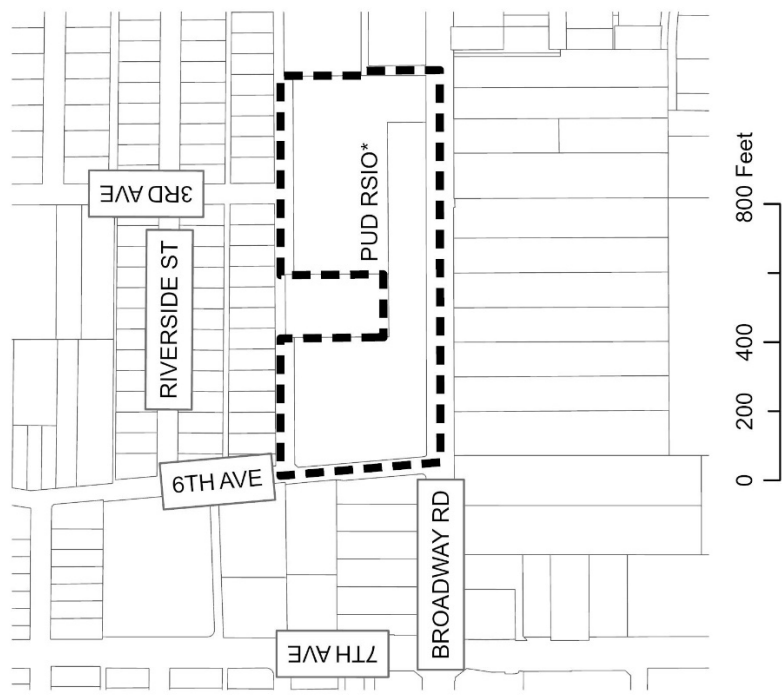 3RD AVE
RIVERSIDE ST
PUD RSIO*
6TH AVE
7TH AVE
BROADWAY RD
0 200 400 800 Feet